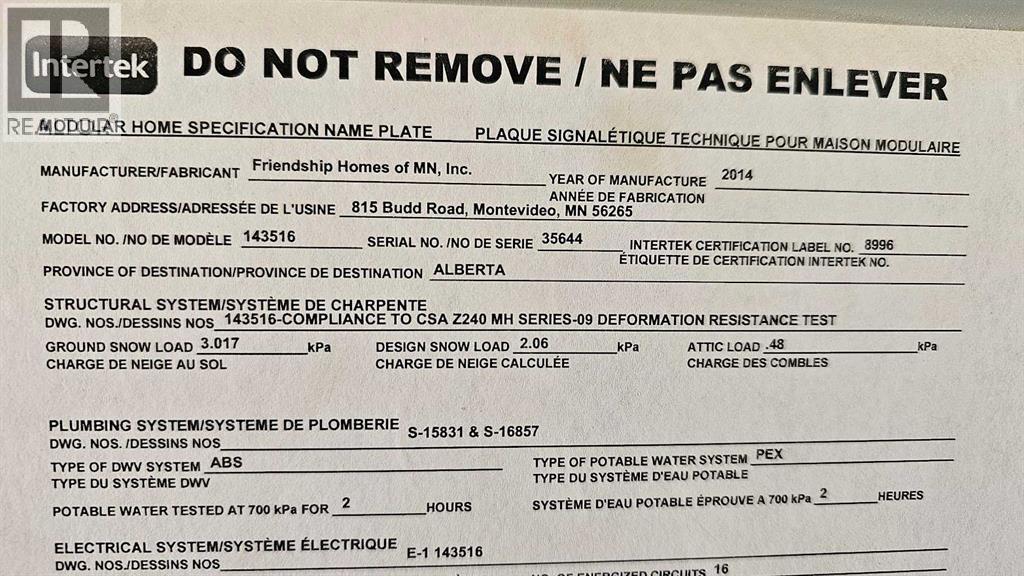 Intertek DO NOT REMOVE / NE PAS ENLEVER
REALTOR®
MODULAR HOME SPECIFICATION NAME PLATE PLAQUE SIGNALÉTIQUE TECHNIQUE POUR MAISON MODULAIRE
MANUFACTURER/FABRICANT Friendship Homes of MN, Inc. YEAR OF MANUFACTURE 2014
ANNÉE DE FABRICATION
FACTORY ADDRESS/ADRESSÉE DE L'USINE 815 Budd Road, Montevideo, MN 56265
MODEL NO. /NO DE MODÈLE 143516 SERIAL NO. /NO DE SERIE 35644 INTERTEK CERTIFICATION LABEL NO. 8996
ÉTIQUETTE DE CERTIFICATION INTERTEK NO.
PROVINCE OF DESTINATION/PROVINCE DE DESTINATION ALBERTA
STRUCTURAL SYSTEM/SYSTÈME DE CHARPENTE
DWG. NOS./DESSINS NOS 143516-COMPLIANCE TO CSA Z240 MH SERIES-09 DEFORMATION RESISTANCE TEST
GROUND SNOW LOAD 3.017 kPa DESIGN SNOW LOAD 2.06 kPa ATTIC LOAD .48 kPa
CHARGE DE NEIGE AU SOL CHARGE DE NEIGE CALCULÉE CHARGE DES COMBLES
PLUMBING SYSTEM/SYSTEME DE PLOMBERIE S-15831 & S-16857
DWG. NOS. /DESSINS NOS
TYPE OF DWV SYSTEM ABS TYPE OF POTABLE WATER SYSTEM PEX
TYPE DU SYSTÈME DWV TYPE DU SYSTÈME D'EAU POTABLE
POTABLE WATER TESTED AT 700 kPa FOR 2 HOURS SYSTÈME D'EAU POTABLE ÉPROUVE A 700 kPa 2 HEURES
ELECTRICAL SYSTEM/SYSTÈME ÉLECTRIQUE E-1 143516
DWG. NOS./DESSINS NOS
NO. OF ENERGIZED CIRCUITS 16